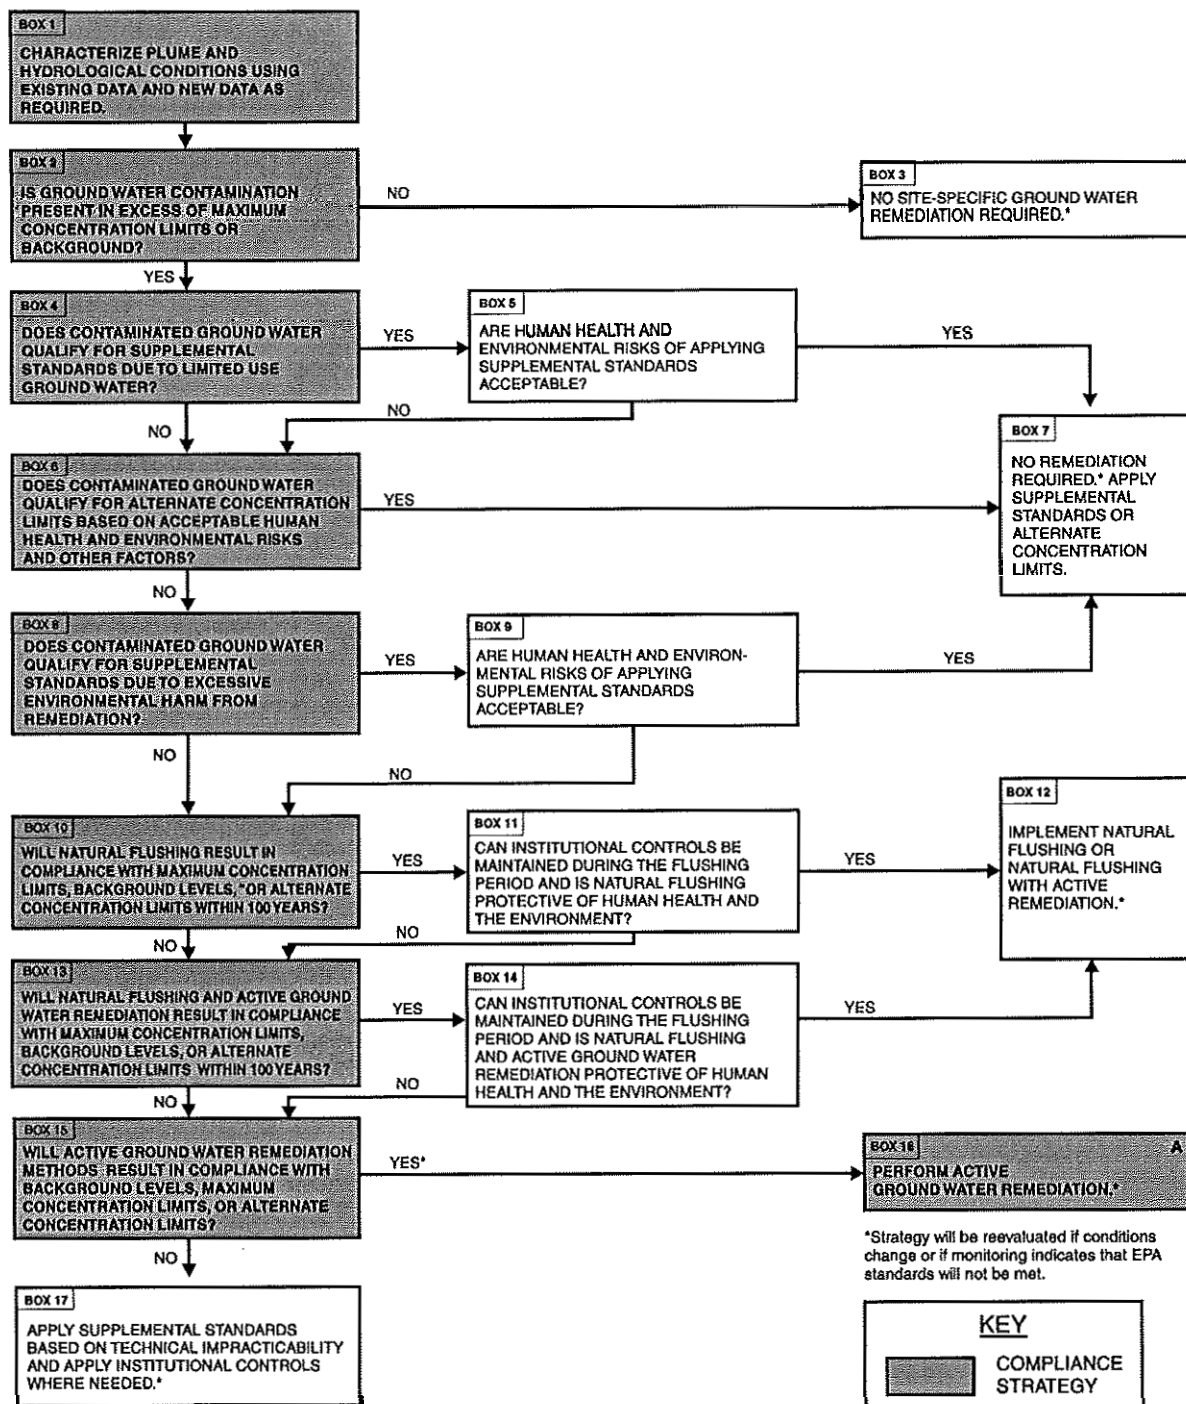 BOX 1
CHARACTERIZE PLUME AND
HYDROLOGICAL CONDITIONS USING
EXISTING DATA AND NEW DATA AS
REQUIRED.
BOX 2
IS GROUND WATER CONTAMINATION
PRESENT IN EXCESS OF MAXIMUM
CONCENTRATION LIMITS OR
BACKGROUND?
NO
BOX 3
NO SITE-SPECIFIC GROUND WATER
REMEDIATION REQUIRED.*
YES
BOX 4
DOES CONTAMINATED GROUND WATER
QUALIFY FOR SUPPLEMENTAL
STANDARDS DUE TO LIMITED USE
GROUND WATER?
YES
BOX 5
ARE HUMAN HEALTH AND
ENVIRONMENTAL RISKS OF APPLYING
SUPPLEMENTAL STANDARDS
ACCEPTABLE?
YES
NO
NO
BOX 6
DOES CONTAMINATED GROUND WATER
QUALIFY FOR ALTERNATE CONCENTRATION
LIMITS BASED ON ACCEPTABLE HUMAN
HEALTH AND ENVIRONMENTAL RISKS
AND OTHER FACTORS?
YES
BOX 7
NO REMEDIATION
REQUIRED.* APPLY
SUPPLEMENTAL
STANDARDS OR
ALTERNATE
CONCENTRATION
LIMITS.
NO
BOX 8
DOES CONTAMINATED GROUND WATER
QUALIFY FOR SUPPLEMENTAL
STANDARDS DUE TO EXCESSIVE
ENVIRONMENTAL HARM FROM
REMEDIATION?
YES
BOX 9
ARE HUMAN HEALTH AND ENVIRON-
MENTAL RISKS OF APPLYING
SUPPLEMENTAL STANDARDS
ACCEPTABLE?
YES
NO
NO
BOX 10
WILL NATURAL FLUSHING RESULT IN
COMPLIANCE WITH MAXIMUM CONCENTRATION
LIMITS, BACKGROUND LEVELS, *OR ALTERNATE
CONCENTRATION LIMITS WITHIN 100 YEARS?
YES
BOX 11
CAN INSTITUTIONAL CONTROLS BE
MAINTAINED DURING THE FLUSHING
PERIOD AND IS NATURAL FLUSHING
PROTECTIVE OF HUMAN HEALTH AND
THE ENVIRONMENT?
YES
BOX 12
IMPLEMENT NATURAL
FLUSHING OR
NATURAL FLUSHING
WITH ACTIVE
REMEDIATION.*
NO
NO
BOX 13
WILL NATURAL FLUSHING AND ACTIVE GROUND
WATER REMEDIATION RESULT IN COMPLIANCE
WITH MAXIMUM CONCENTRATION LIMITS,
BACKGROUND LEVELS, OR ALTERNATE
CONCENTRATION LIMITS WITHIN 100 YEARS?
YES
BOX 14
CAN INSTITUTIONAL CONTROLS BE
MAINTAINED DURING THE FLUSHING
PERIOD AND IS NATURAL FLUSHING
AND ACTIVE GROUND WATER
REMEDIATION PROTECTIVE OF HUMAN
HEALTH AND THE ENVIRONMENT?
YES
NO
NO
BOX 15
WILL ACTIVE GROUND WATER REMEDIATION
METHODS RESULT IN COMPLIANCE WITH
BACKGROUND LEVELS, MAXIMUM
CONCENTRATION LIMITS, OR ALTERNATE
CONCENTRATION LIMITS?
YES*
BOX 16
A
PERFORM ACTIVE
GROUND WATER REMEDIATION.*
*Strategy will be reevaluated if conditions
change or if monitoring indicates that EPA
standards will not be met.
NO
BOX 17
APPLY SUPPLEMENTAL STANDARDS
BASED ON TECHNICAL IMPRACTICABILITY
AND APPLY INSTITUTIONAL CONTROLS
WHERE NEEDED.*
KEY
COMPLIANCE
STRATEGY